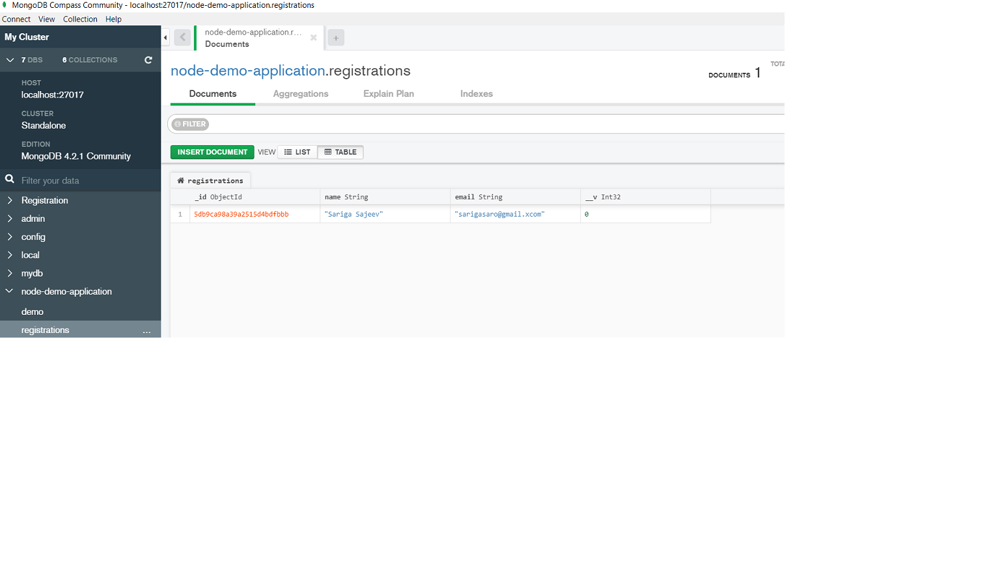 MongoDB Compass Community - localhost:27017/node-demo-application.registrations
Connect View Collection Help
My Cluster
7 DBS 6 COLLECTIONS
HOST
localhost:27017
CLUSTER
Standalone
EDITION
MongoDB 4.2.1 Community
Filter your data
Registration
admin
config
local
mydb
node-demo-application
demo
registrations ...
node-demo-application.r...
Documents
+
node-demo-application.registrations
DOCUMENTS 1
Documents Aggregations Explain Plan Indexes
FILTER
INSERT DOCUMENT VIEW LIST TABLE
registrations
_id ObjectId name String email String __v Int32
1 5db9ca98a39a2515d4bdfbbb "Sariga Sajeev" "sarigasaro@gmail.xcom" 0